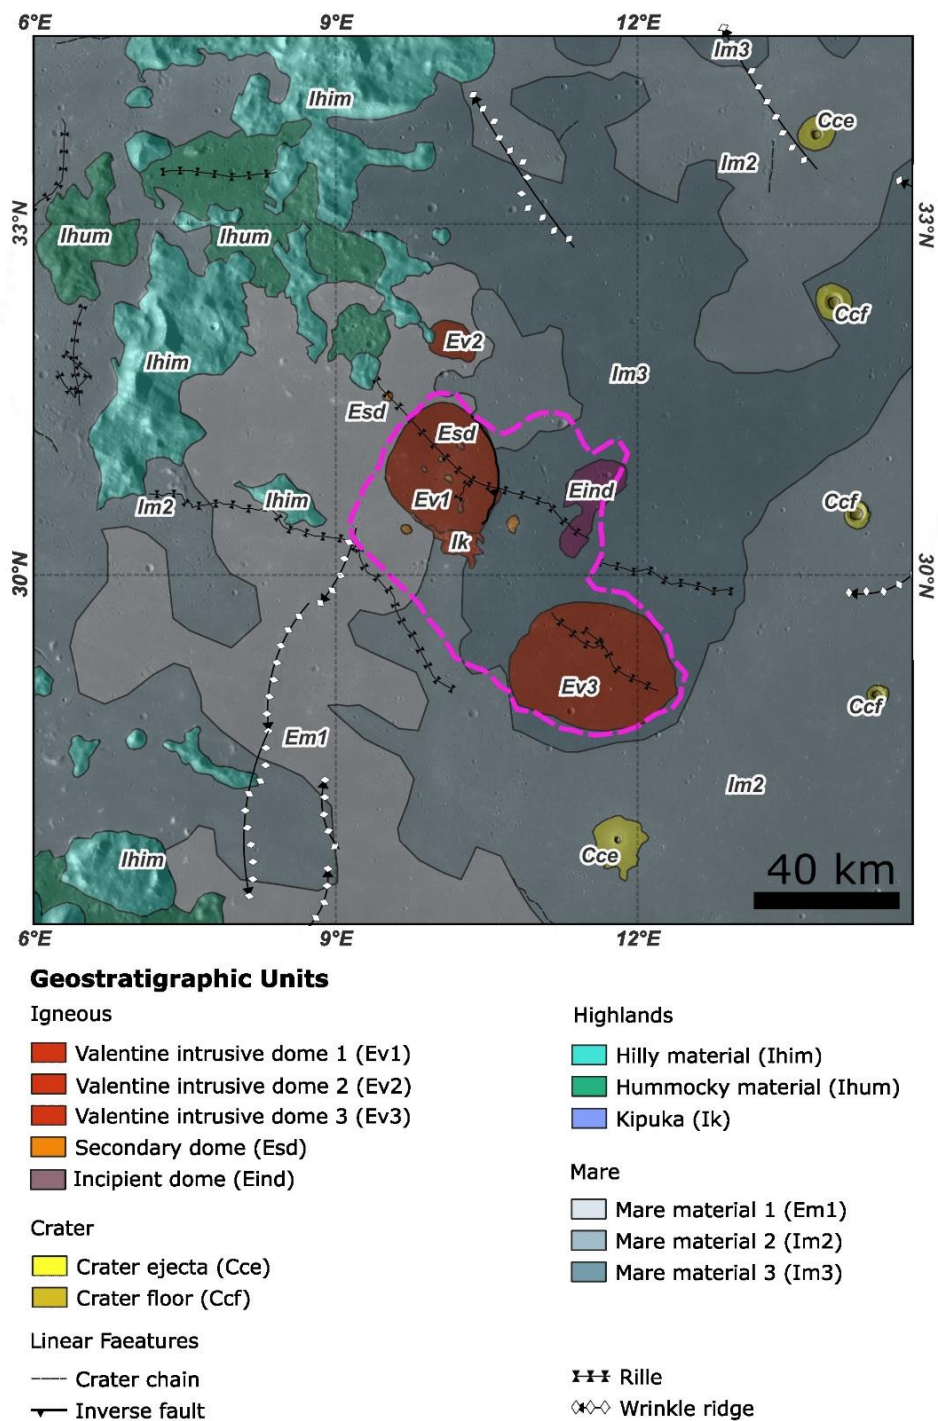 6°E 9°E 12°E
Im3
Ihim
Cce
Im2
33°N Ihum Ihum 33°N
Ccf
Ev2
Ihim Im3
Esd Esd
Eind
Im2 Ihim Ev1 Ccf
Ik
30°N 30°N
Ev3
Ccf
Em1
Im2
Ihim Cce
40 km
6°E 9°E 12°E
Geostratigraphic Units
Igneous
Valentine intrusive dome 1 (Ev1)
Valentine intrusive dome 2 (Ev2)
Valentine intrusive dome 3 (Ev3)
Secondary dome (Esd)
Incipient dome (Eind)
Crater
Crater ejecta (Cce)
Crater floor (Ccf)
Linear Faeatures
Crater chain
Inverse fault
Highlands
Hilly material (Ihim)
Hummocky material (Ihum)
Kipuka (Ik)
Mare
Mare material 1 (Em1)
Mare material 2 (Im2)
Mare material 3 (Im3)
Rille
Wrinkle ridge